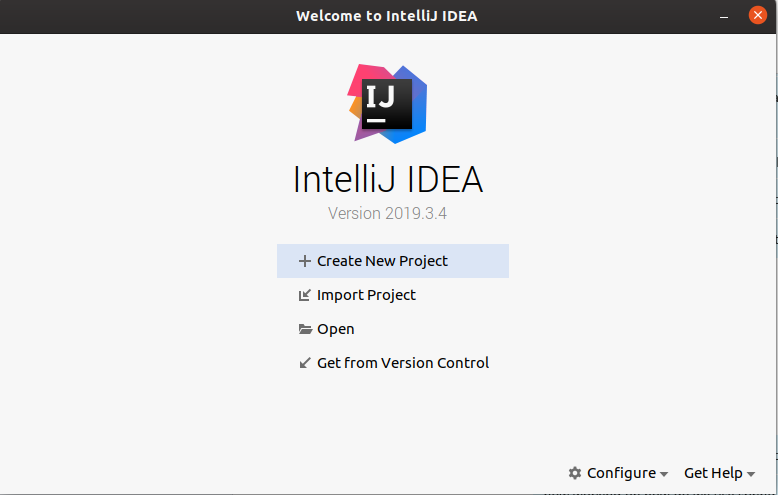 Welcome to IntelliJ IDEA
IJ
IntelliJ IDEA
Version 2019.3.4
Create New Project
Import Project
Open
Get from Version Control
Configure
Get Help